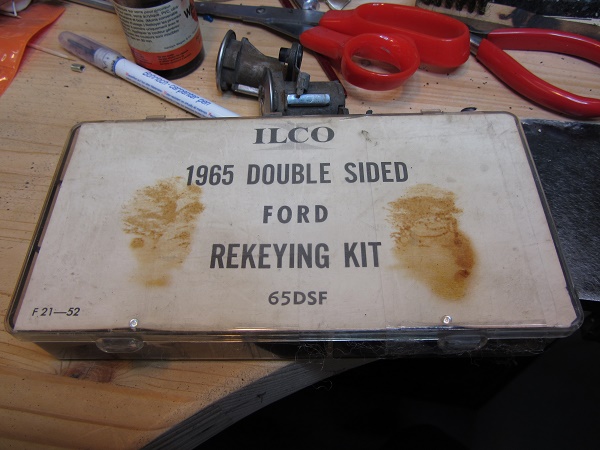 ILCO
1965 DOUBLE SIDED
FORD
REKEYING KIT
65DSF
F 21—52